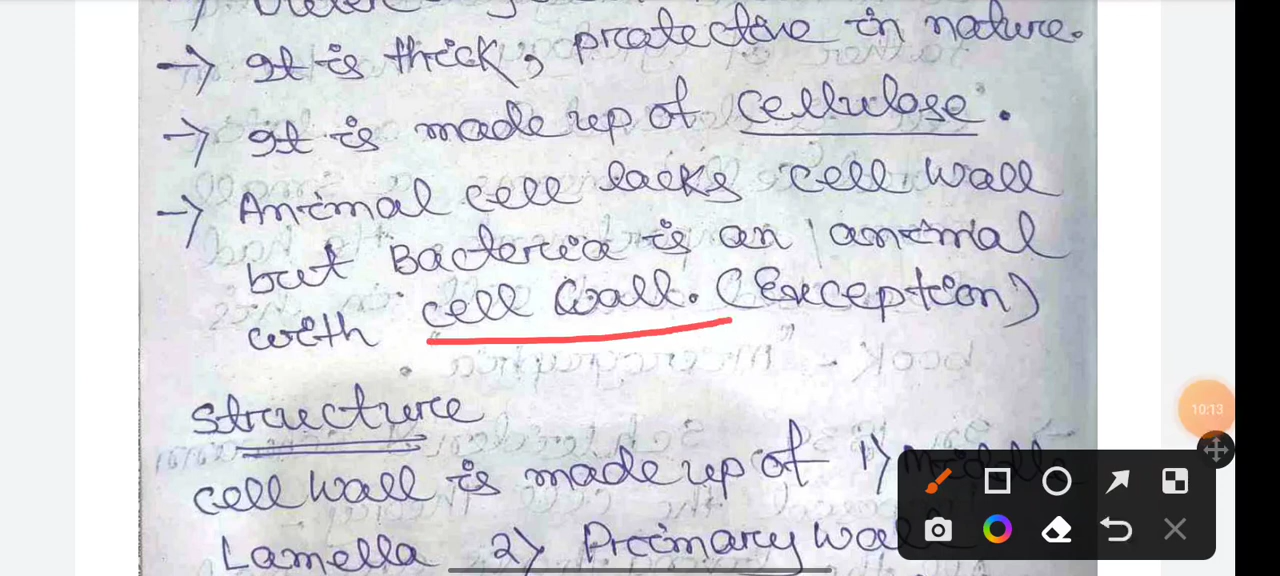 → It is thick, protective in nature.
→ It is made up of cellulose.
→ Animal cell lacks cell wall
but Bacteria is an animal
with cell wall. (Exception)
structure
cell wall is made up of 1) Middle
Lamella 2) Primary wall
10:13